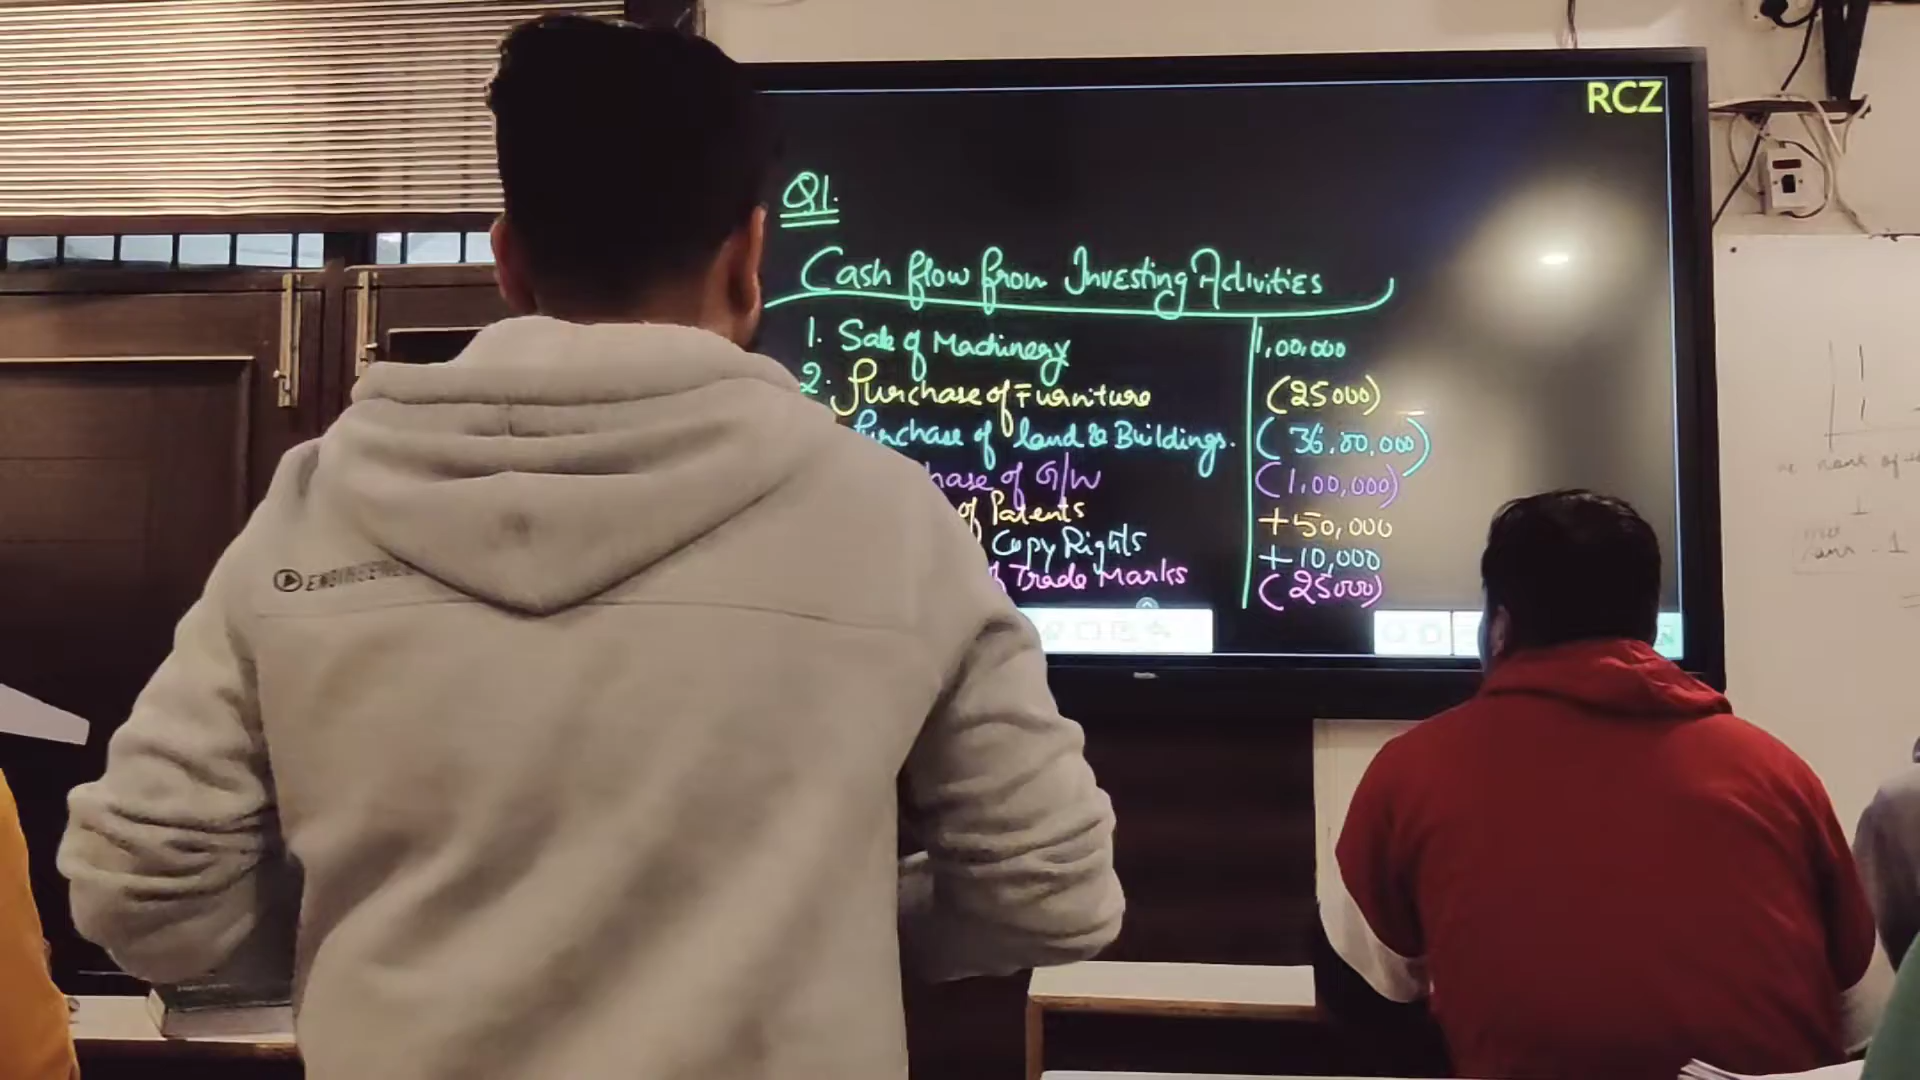 RCZ
Q1.
Cash flow from Investing Activities
1. Sale of Machinery 1,00,000
2. Purchase of Furniture (25000)
Purchase of land & Buildings. (36,00,000)
hase of G/W (1,00,000)
of Patents +50,000
Copy Rights +10,000
Trade Marks (25000)